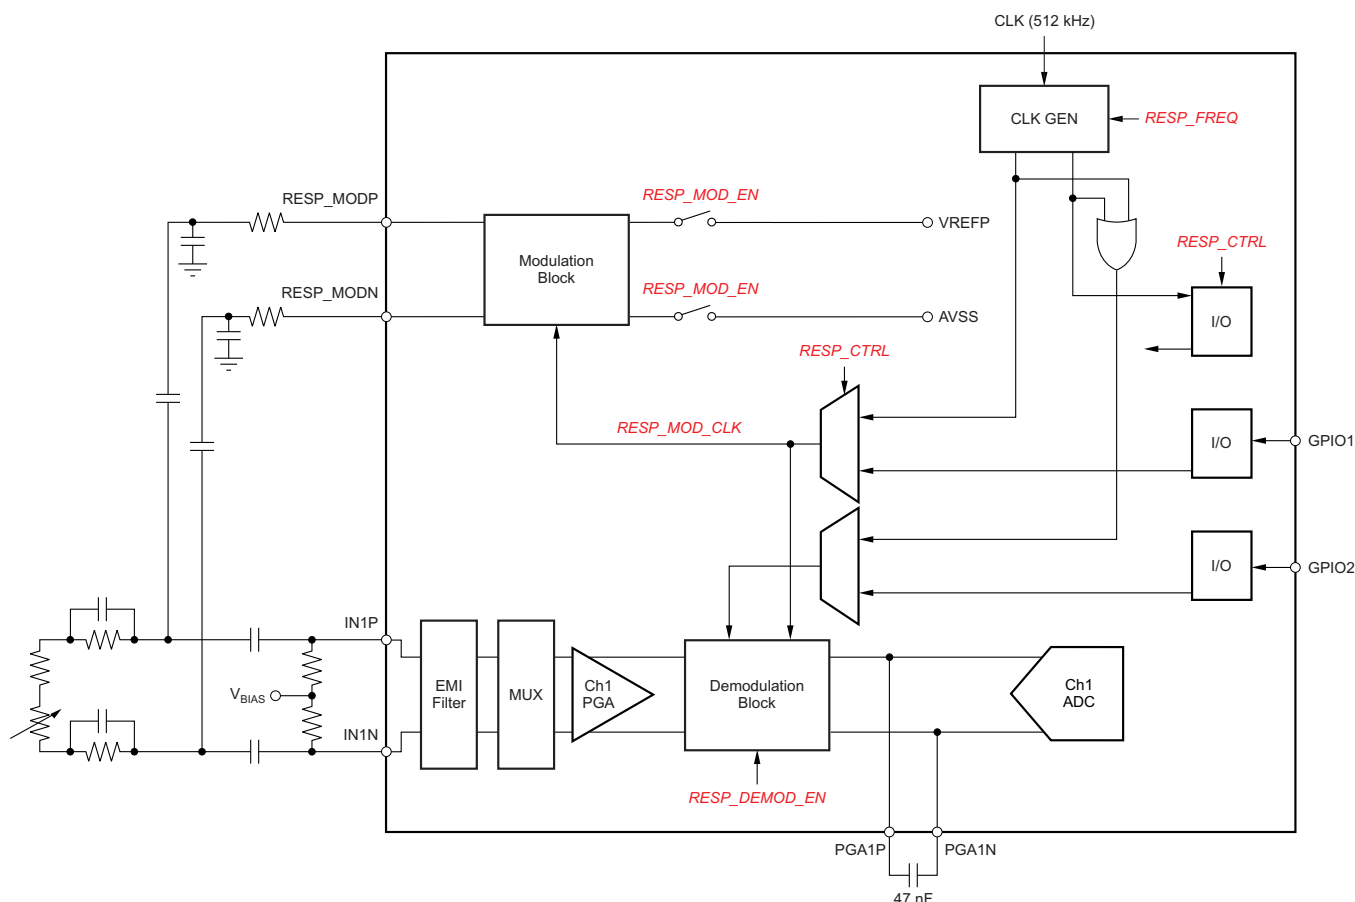 CLK (512 kHz)
CLK GEN
RESP_FREQ
RESP_MODP
RESP_MOD_EN
VREFP
Modulation
Block
RESP_CTRL
RESP_MODN
RESP_MOD_EN
AVSS
I/O
RESP_CTRL
RESP_MOD_CLK
I/O
GPIO1
I/O
GPIO2
IN1P
EMI
Filter
MUX
Ch1
PGA
Demodulation
Block
Ch1
ADC
VBIAS
IN1N
RESP_DEMOD_EN
PGA1P
PGA1N
47 nF